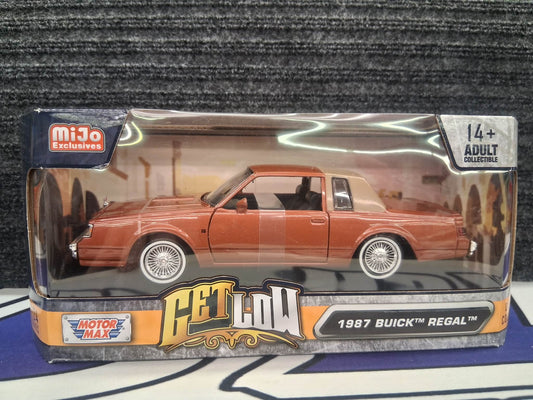 MiJo
Exclusives
14+
ADULT
COLLECTIBLE
GET LOW
MOTOR
MAX
1987 BUICK™ REGAL™